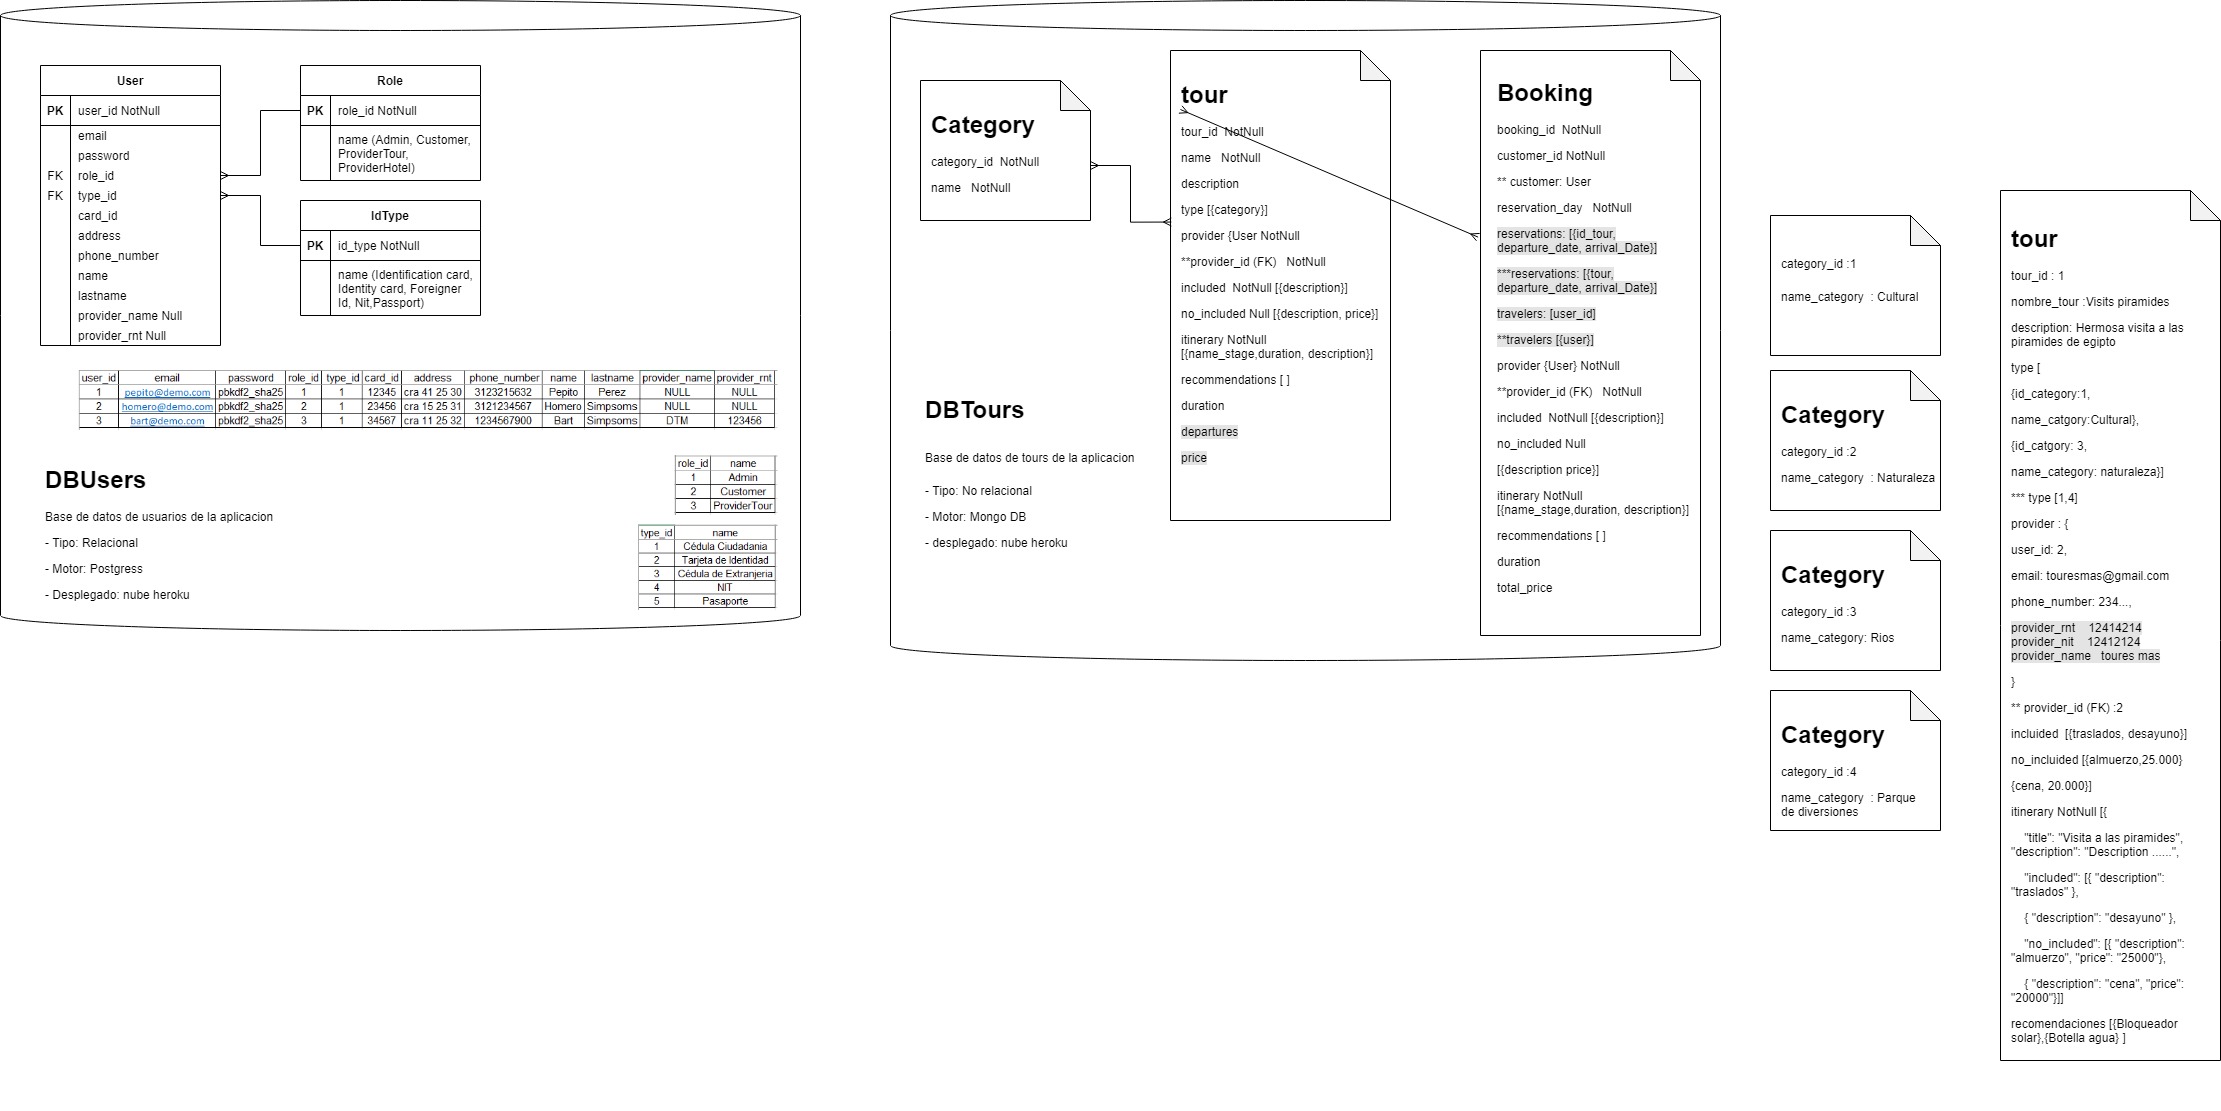 User
PK user_id NotNull
email
password
FK role_id
FK type_id
card_id
address
phone_number
name
lastname
provider_name Null
provider_rnt Null
Role
PK role_id NotNull
name (Admin, Customer,
ProviderTour,
ProviderHotel)
IdType
PK id_type NotNull
name (Identification card,
Identity card, Foreigner
Id, Nit,Passport)
user_id email password role_id type_id card_id address phone_number name lastname provider_name provider_rnt
1 pepito@demo.com pbkdf2_sha25 1 1 12345 cra 41 25 30 3123215632 Pepito Perez NULL NULL
2 homero@demo.com pbkdf2_sha25 2 1 23456 cra 15 25 31 3121234567 Homero Simpsoms NULL NULL
3 bart@demo.com pbkdf2_sha25 3 1 34567 cra 11 25 32 1234567900 Bart Simpsoms DTM 123456
DBUsers
Base de datos de usuarios de la aplicacion
- Tipo: Relacional
- Motor: Postgress
- Desplegado: nube heroku
role_id name
1 Admin
2 Customer
3 ProviderTour
type_id name
1 Cédula Ciudadania
2 Tarjeta de Identidad
3 Cédula de Extranjeria
4 NIT
5 Pasaporte
Category
category_id NotNull
name NotNull
DBTours
Base de datos de tours de la aplicacion
- Tipo: No relacional
- Motor: Mongo DB
- desplegado: nube heroku
tour
tour_id NotNull
name NotNull
description
type [{category}]
provider {User NotNull
**provider_id (FK) NotNull
included NotNull [{description}]
no_included Null [{description, price}]
itinerary NotNull
[{name_stage,duration, description}]
recommendations [ ]
duration
departures
price
Booking
booking_id NotNull
customer_id NotNull
** customer: User
reservation_day NotNull
reservations: [{id_tour,
departure_date, arrival_Date}]
***reservations: [{tour,
departure_date, arrival_Date}]
travelers: [user_id]
**travelers [{user}]
provider {User} NotNull
**provider_id (FK) NotNull
included NotNull [{description}]
no_included Null
[{description price}]
itinerary NotNull
[{name_stage,duration, description}]
recommendations [ ]
duration
total_price
category_id :1
name_category : Cultural
Category
category_id :2
name_category : Naturaleza
Category
category_id :3
name_category: Rios
Category
category_id :4
name_category : Parque
de diversiones
tour
tour_id : 1
nombre_tour :Visits piramides
description: Hermosa visita a las
piramides de egipto
type [
{id_category:1,
name_catgory:Cultural},
{id_catgory: 3,
name_category: naturaleza}]
*** type [1,4]
provider : {
user_id: 2,
email: touresmas@gmail.com
phone_number: 234...,
provider_rnt 12414214
provider_nit 12412124
provider_name toures mas
}
** provider_id (FK) :2
incluided [{traslados, desayuno}]
no_incluided [{almuerzo,25.000}
{cena, 20.000}]
itinerary NotNull [{
"title": "Visita a las piramides",
"description": "Description ......",
"included": [{ "description":
"traslados" },
{ "description": "desayuno" },
"no_included": [{ "description":
"almuerzo", "price": "25000"},
{ "description": "cena", "price":
"20000"}]]
recomendaciones [{Bloqueador
solar},{Botella agua} ]